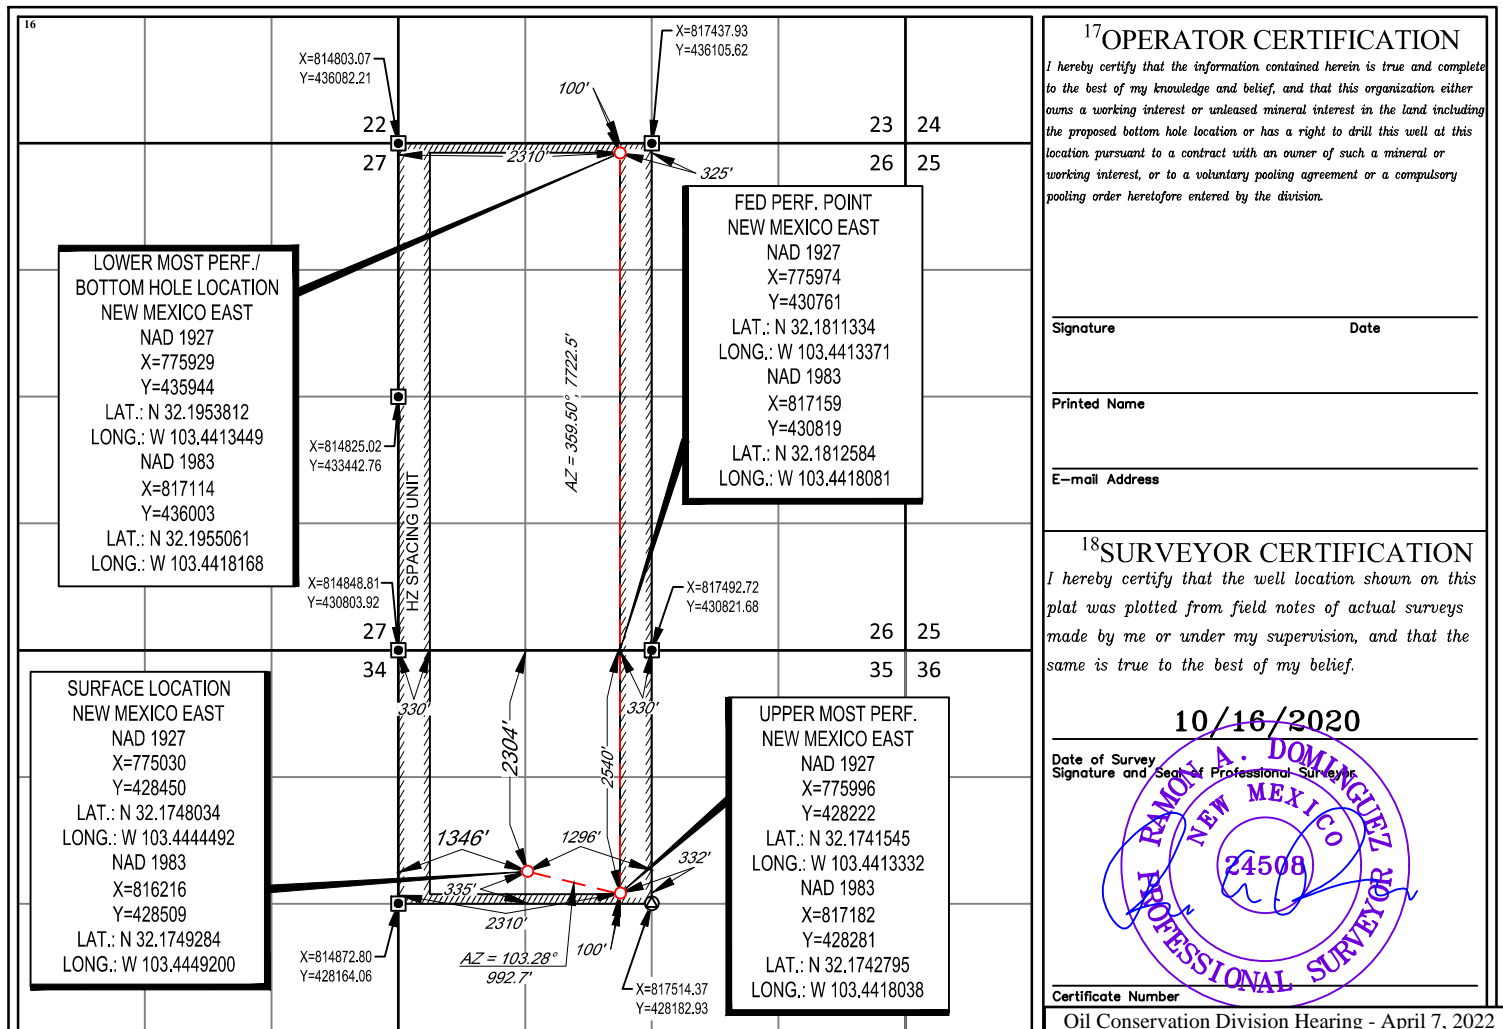 16
X=814803.07
Y=436082.21
X=817437.93
Y=436105.62
100'
22
23 24
27
2310'
26 25
325'
LOWER MOST PERF./
BOTTOM HOLE LOCATION
NEW MEXICO EAST
NAD 1927
X=775929
Y=435944
LAT.: N 32.1953812
LONG.: W 103.4413449
NAD 1983
X=817114
Y=436003
LAT.: N 32.1955061
LONG.: W 103.4418168
FED PERF. POINT
NEW MEXICO EAST
NAD 1927
X=775974
Y=430761
LAT.: N 32.1811334
LONG.: W 103.4413371
NAD 1983
X=817159
Y=430819
LAT.: N 32.1812584
LONG.: W 103.4418081
AZ = 359.50°, 7722.5'
X=814825.02
Y=433442.76
HZ SPACING UNIT
X=814848.81
Y=430803.92
X=817492.72
Y=430821.68
27
26 25
34
35 36
330'
330'
2304'
2540'
SURFACE LOCATION
NEW MEXICO EAST
NAD 1927
X=775030
Y=428450
LAT.: N 32.1748034
LONG.: W 103.4444492
NAD 1983
X=816216
Y=428509
LAT.: N 32.1749284
LONG.: W 103.4449200
UPPER MOST PERF.
NEW MEXICO EAST
NAD 1927
X=775996
Y=428222
LAT.: N 32.1741545
LONG.: W 103.4413332
NAD 1983
X=817182
Y=428281
LAT.: N 32.1742795
LONG.: W 103.4418038
1346'
1296'
332'
335'
2310'
100'
AZ = 103.28°
992.7'
X=814872.80
Y=428164.06
X=817514.37
Y=428182.93
17 OPERATOR CERTIFICATION
I hereby certify that the information contained herein is true and complete
to the best of my knowledge and belief, and that this organization either
owns a working interest or unleased mineral interest in the land including
the proposed bottom hole location or has a right to drill this well at this
location pursuant to a contract with an owner of such a mineral or
working interest, or to a voluntary pooling agreement or a compulsory
pooling order heretofore entered by the division.
Signature Date
Printed Name
E-mail Address
18 SURVEYOR CERTIFICATION
I hereby certify that the well location shown on this
plat was plotted from field notes of actual surveys
made by me or under my supervision, and that the
same is true to the best of my belief.
10/16/2020
Date of Survey
Signature and Seal of Professional Surveyor
RAMON A. DOMINGUEZ
NEW MEXICO
24508
PROFESSIONAL SURVEYOR
Certificate Number
Oil Conservation Division Hearing - April 7, 2022